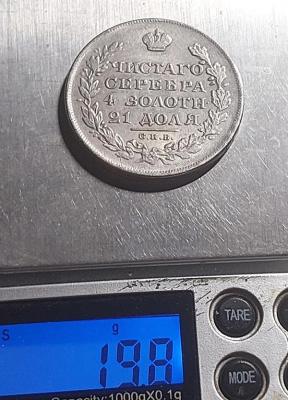 ЧИСТАГО
СЕРЕБРА
4 ЗОЛОТН.
21 ДОЛЯ
С.П.Б.
S g
19.8
TARE
MODE
Capacity:1000gX0.1g